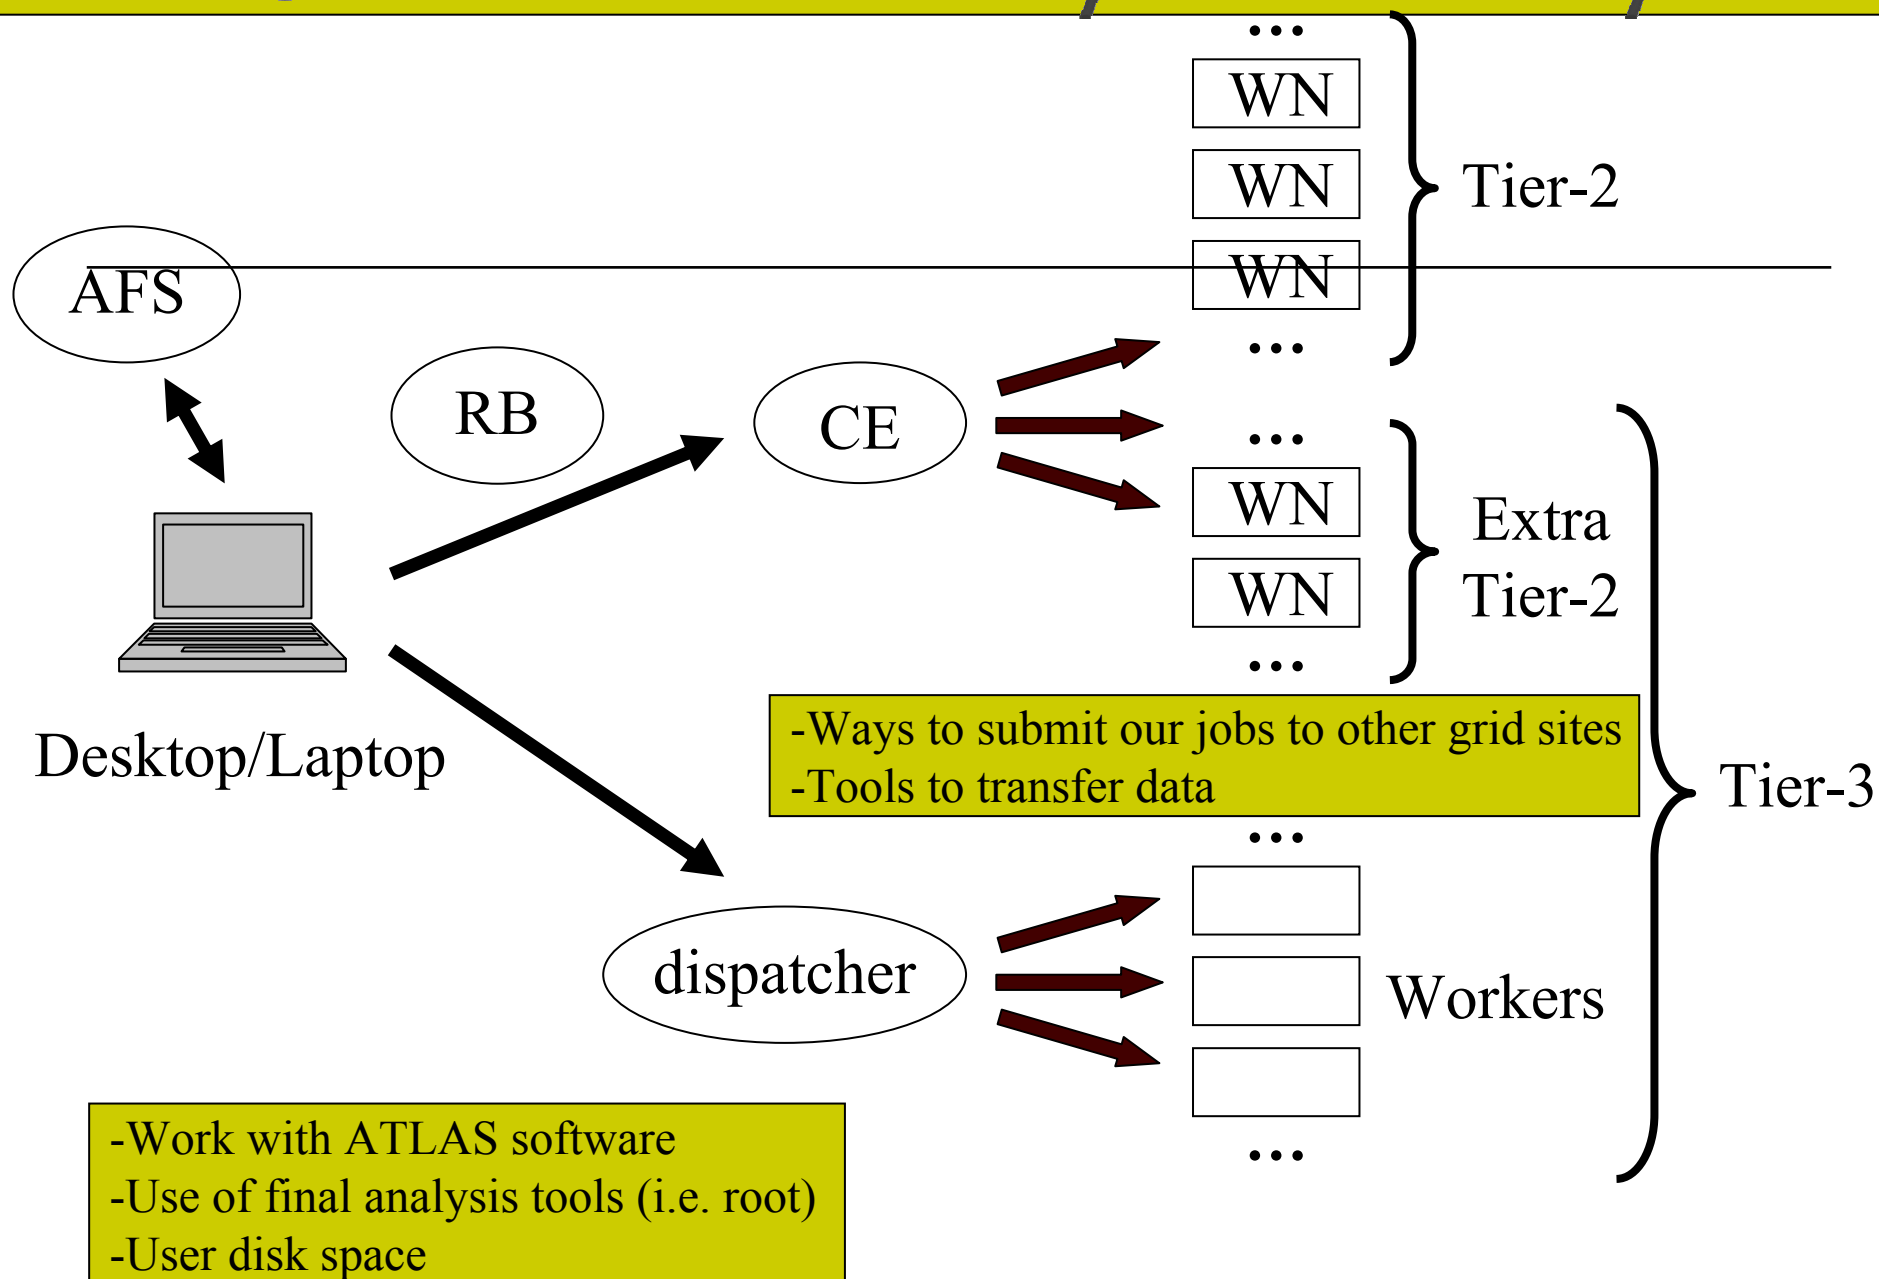 ...
WN
WN
WN
...
Tier-2
AFS
RB
CE
...
WN
WN
...
Extra
Tier-2
Desktop/Laptop
-Ways to submit our jobs to other grid sites
-Tools to transfer data
Tier-3
...
dispatcher
Workers
...
-Work with ATLAS software
-Use of final analysis tools (i.e. root)
-User disk space